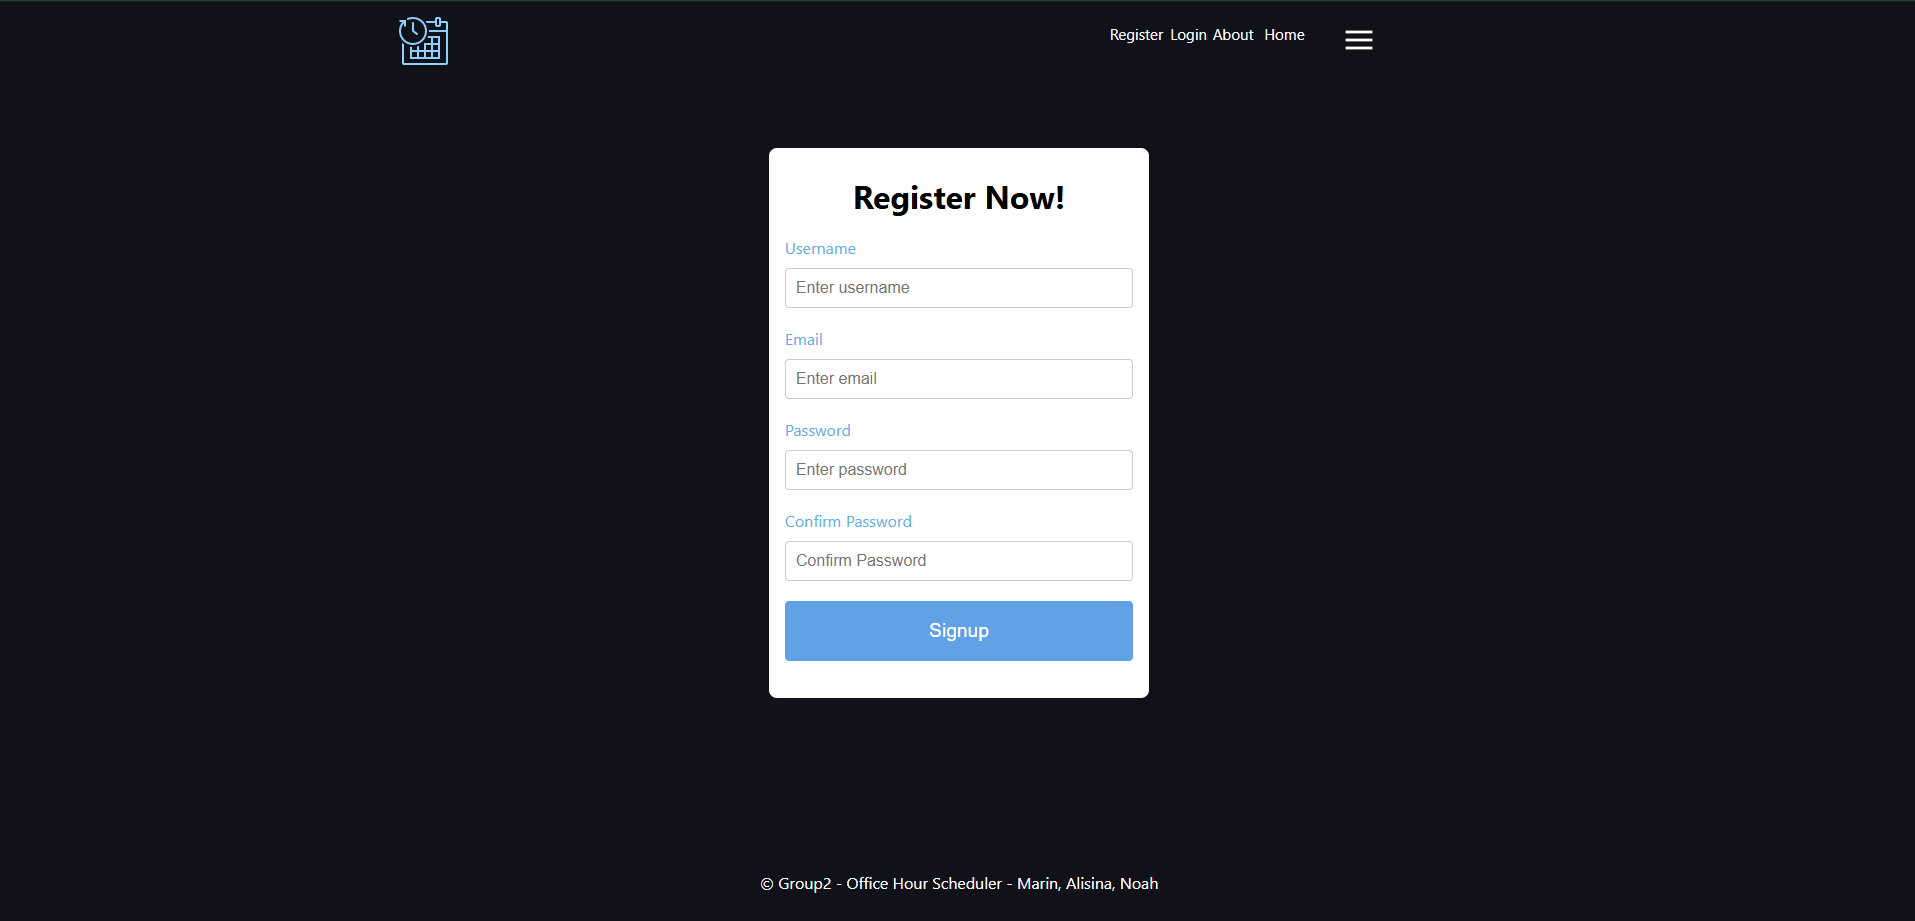 Register Login About Home
Register Now!
Username
Enter username
Email
Enter email
Password
Enter password
Confirm Password
Confirm Password
Signup
© Group2 - Office Hour Scheduler - Marin, Alisina, Noah